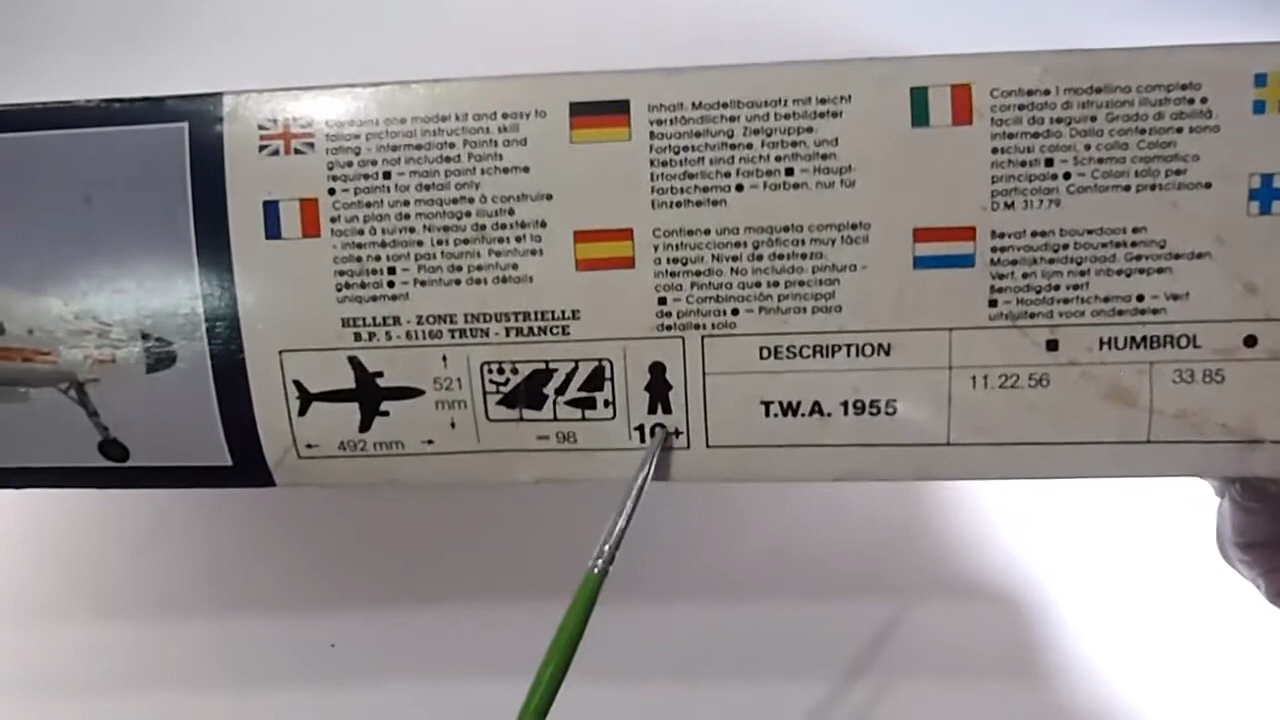 Contains one model kit and easy to
follow pictorial instructions, skill
rating - intermediate. Paints and
glue are not included. Paints
required ■ - main paint scheme
● - paints for detail only
Contient une maquette à construire
et un plan de montage illustré
facile à suivre. Niveau de dextérité
- intermédiaire. Les peintures et la
colle ne sont pas fournis. Peintures
requises ■ - Plan de peinture
général ● - Peinture des détails
uniquement
HELLER - ZONE INDUSTRIELLE
B.P. 5 - 61160 TRUN - FRANCE
521
mm
492 mm
= 98
10+
Inhalt: Modellbausatz mit leicht
verständlicher und bebildeter
Bauanleitung. Zielgruppe:
Fortgeschrittene. Farben, und
Klebstoff sind nicht enthalten.
Erforderliche Farben ■ - Haupt-
Farbschema ● - Farben, nur für
Einzelheiten.
Contiene una maqueta completa
y instrucciones gráficas muy fácil
a seguir. Nivel de destreza:
intermedio. No incluido: pintura -
cola. Pintura que se precisan
■ - Combinación principal
de pinturas ● - Pinturas para
detalles solo
Contiene 1 modellino completo
corredato di istruzioni illustrate e
facili da seguire. Grado di abilità:
intermedio. Dalla confezione sono
esclusi colori, e colla. Colori
richiesti ■ - Schema cromatico
principale ● - Colori solo per
particolari. Conforme prescizione
D.M. 31.7.79.
Bevat een bouwdoos en
eenvoudige bouwtekening.
Moeilijkheidsgraad: Gevorderden.
Verf, en lijm niet inbegrepen.
Benodigde verf
■ - Hoofdverfschema ● - Verf
uitsluitend voor onderdelen
DESCRIPTION ■ HUMBROL ●
T.W.A. 1955 11.22.56 33.85